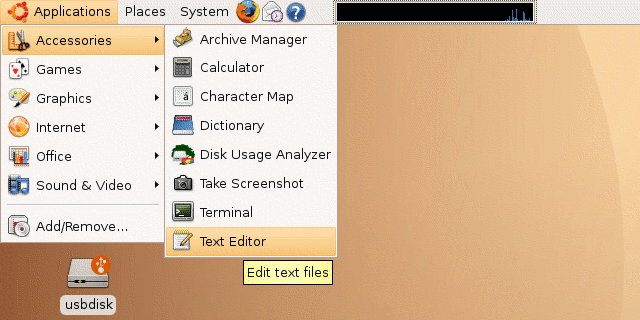 Applications Places System
Accessories
Games
Graphics
Internet
Office
Sound & Video
Add/Remove...
Archive Manager
Calculator
á Character Map
Dictionary
Disk Usage Analyzer
Take Screenshot
Terminal
Text Editor
Edit text files
usbdisk